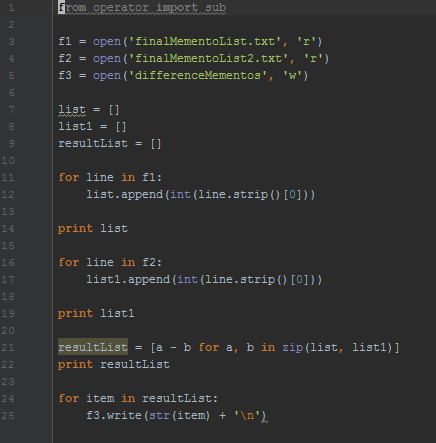 1 from operator import sub
2
3 f1 = open('finalMementoList.txt', 'r')
4 f2 = open('finalMementoList2.txt', 'r')
5 f3 = open('differenceMementos', 'w')
6
7 list = []
8 list1 = []
9 resultList = []
10
11 for line in f1:
12     list.append(int(line.strip()[0]))
13
14 print list
15
16 for line in f2:
17     list1.append(int(line.strip()[0]))
18
19 print list1
20
21 resultList = [a - b for a, b in zip(list, list1)]
22 print resultList
23
24 for item in resultList:
25     f3.write(str(item) + '\n')